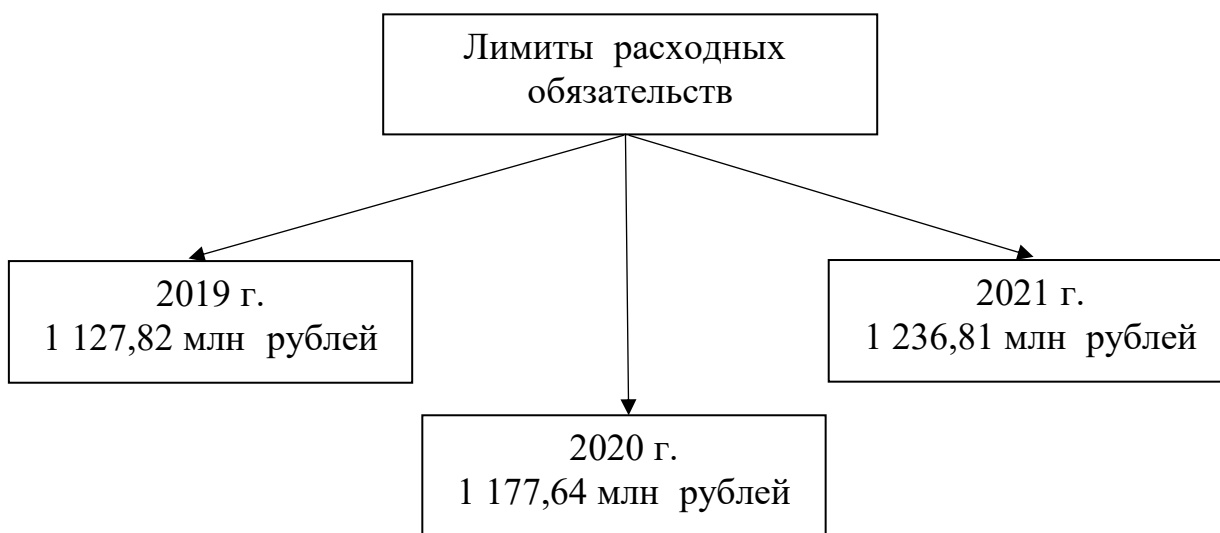 Лимиты расходных
обязательств
2019 г.
1 127,82 млн рублей
2021 г.
1 236,81 млн рублей
2020 г.
1 177,64 млн рублей